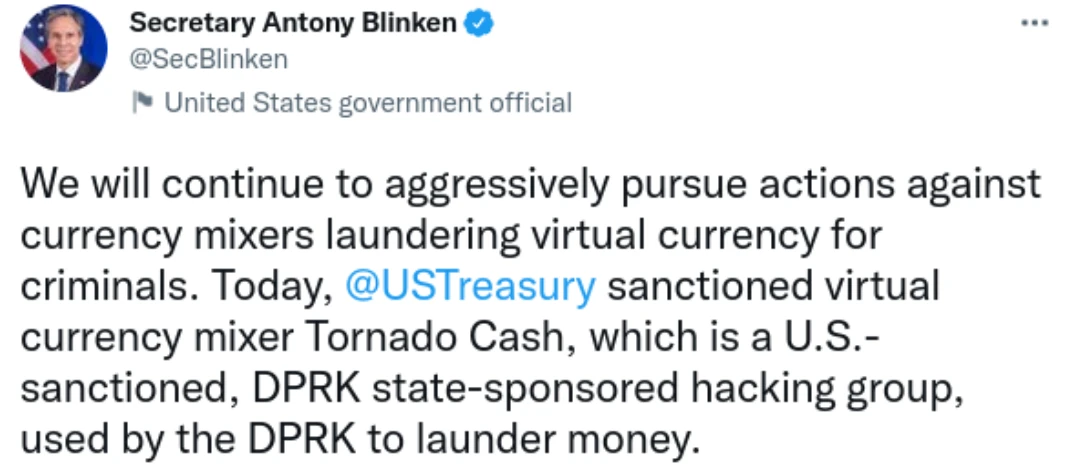 Secretary Antony Blinken
@SecBlinken
United States government official
We will continue to aggressively pursue actions against
currency mixers laundering virtual currency for
criminals. Today, @USTreasury sanctioned virtual
currency mixer Tornado Cash, which is a U.S.-
sanctioned, DPRK state-sponsored hacking group,
used by the DPRK to launder money.